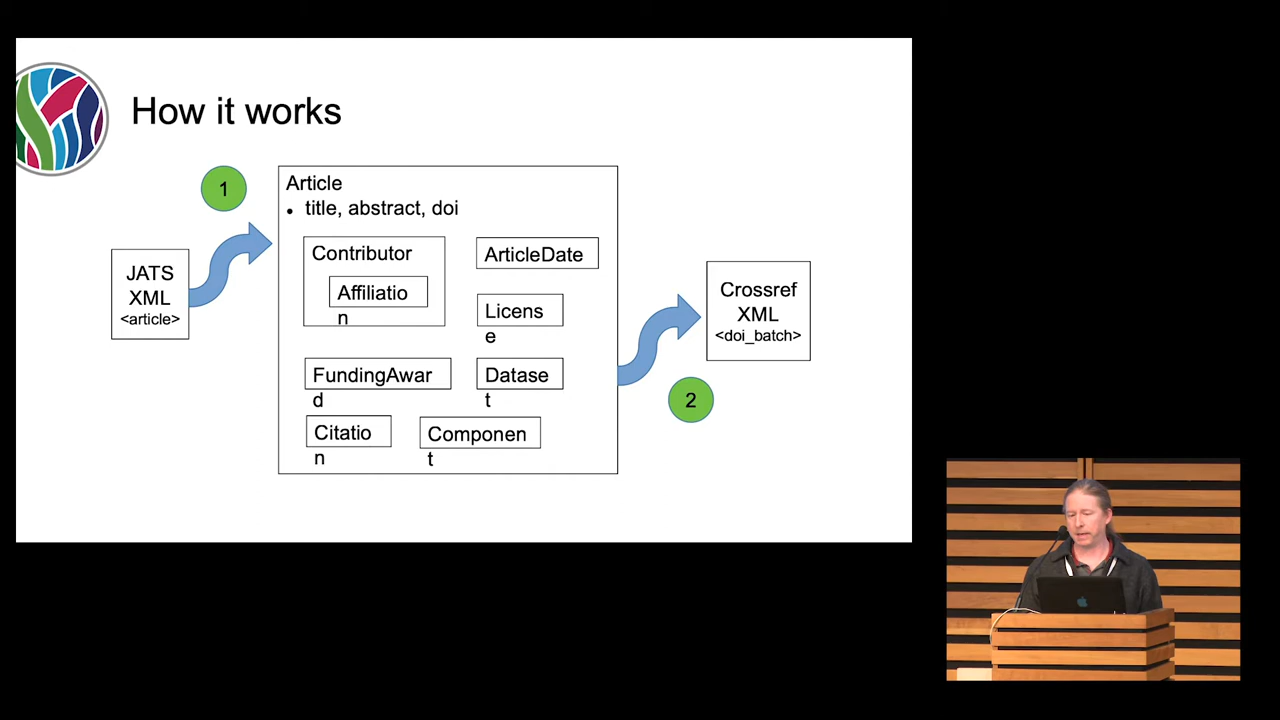 How it works
1
Article
• title, abstract, doi
Contributor
Affiliatio
n
ArticleDate
Licens
e
FundingAwar
d
Datase
t
Citatio
n
Componen
t
JATS
XML
<article>
Crossref
XML
<doi_batch>
2